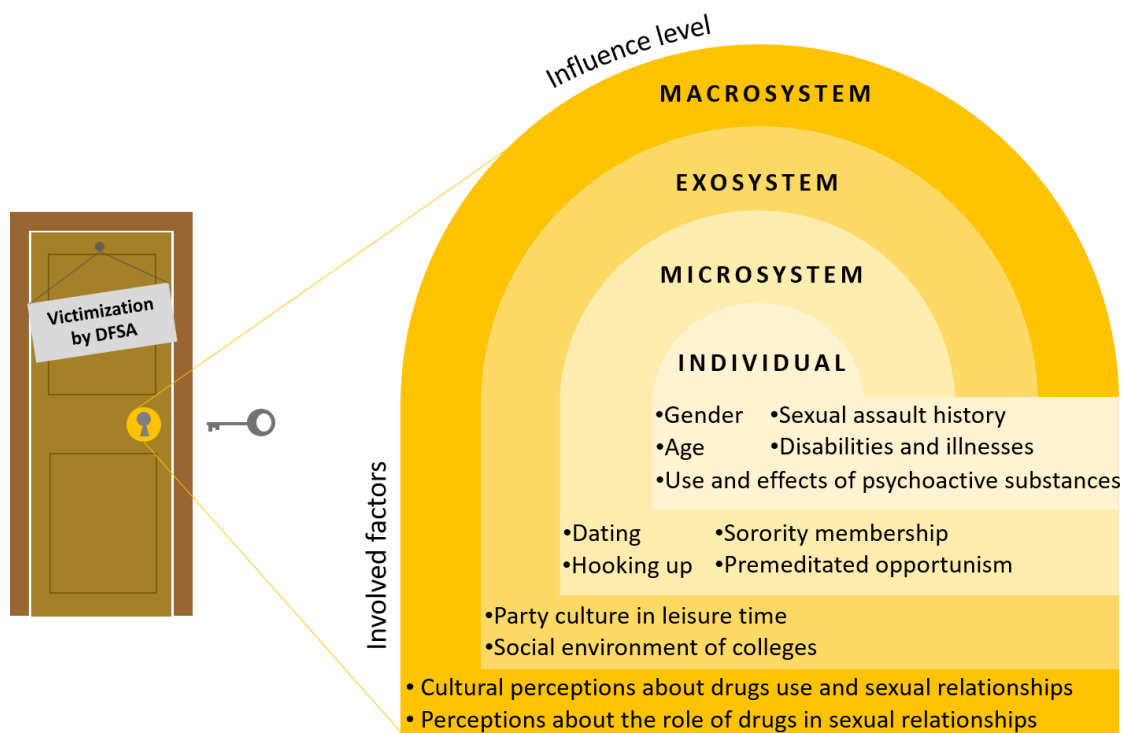 Influence level
MACROSYSTEM
EXOSYSTEM
MICROSYSTEM
INDIVIDUAL
Victimization
by DFSA
Involved factors
•Gender •Sexual assault history
•Age •Disabilities and illnesses
•Use and effects of psychoactive substances
•Dating •Sorority membership
•Hooking up •Premeditated opportunism
•Party culture in leisure time
•Social environment of colleges
• Cultural perceptions about drugs use and sexual relationships
• Perceptions about the role of drugs in sexual relationships